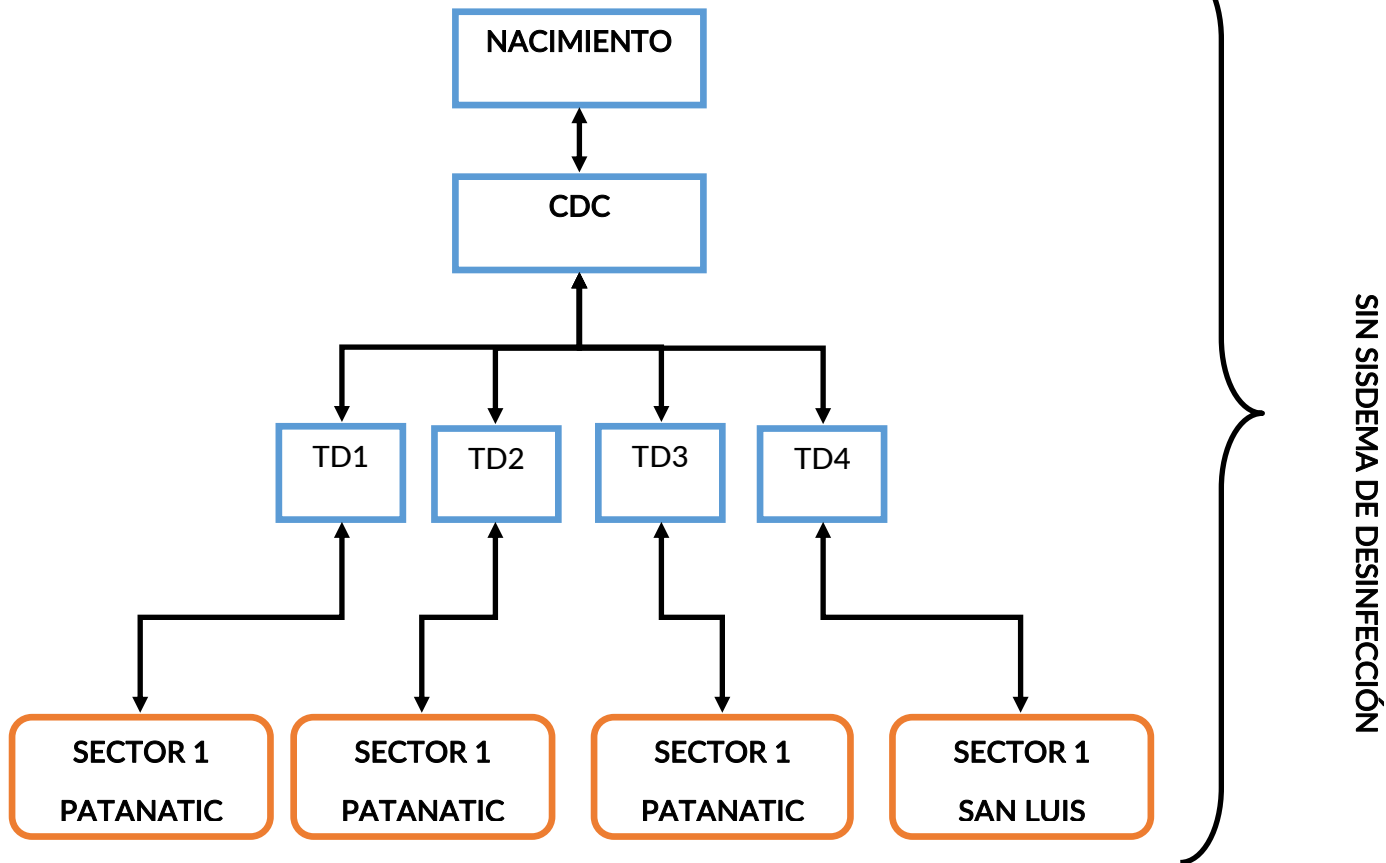 NACIMIENTO
CDC
TD1
TD2
TD3
TD4
SECTOR 1
PATANATIC
SECTOR 1
PATANATIC
SECTOR 1
PATANATIC
SECTOR 1
SAN LUIS
SIN SISDEMA DE DESINFECCIÓN